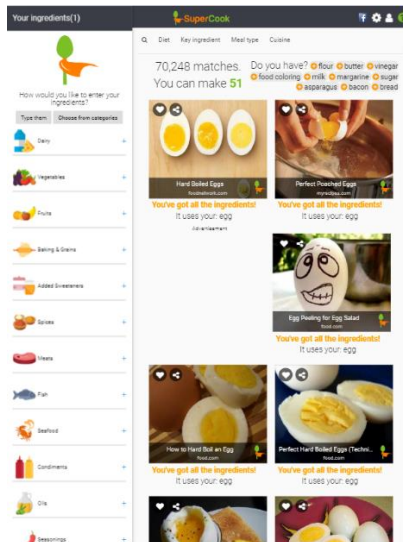 Your ingredients(1)
SuperCook
How would you like to enter your
ingredients?
Type them
Choose from categories
Dairy
+
Vegetables
+
Fruits
+
Baking & Grains
+
Added Sweeteners
+
Spices
+
Meats
+
Fish
+
Seafood
+
Condiments
+
Oils
+
Seasonings
+
Diet
Key ingredient
Meal type
Cuisine
70,248 matches.
You can make 51
Do you have? flour butter vinegar
food coloring milk margarine sugar
asparagus bacon bread
Hard Boiled Eggs
foodnetwork.com
You've got all the ingredients!
It uses your: egg
Advertisement
Perfect Poached Eggs
myrecipes.com
You've got all the ingredients!
It uses your: egg
Egg Peeling for Egg Salad
food.com
You've got all the ingredients!
It uses your: egg
How to Hard Boil an Egg
food.com
You've got all the ingredients!
It uses your: egg
Perfect Hard Boiled Eggs (Techni...
food.com
You've got all the ingredients!
It uses your: egg